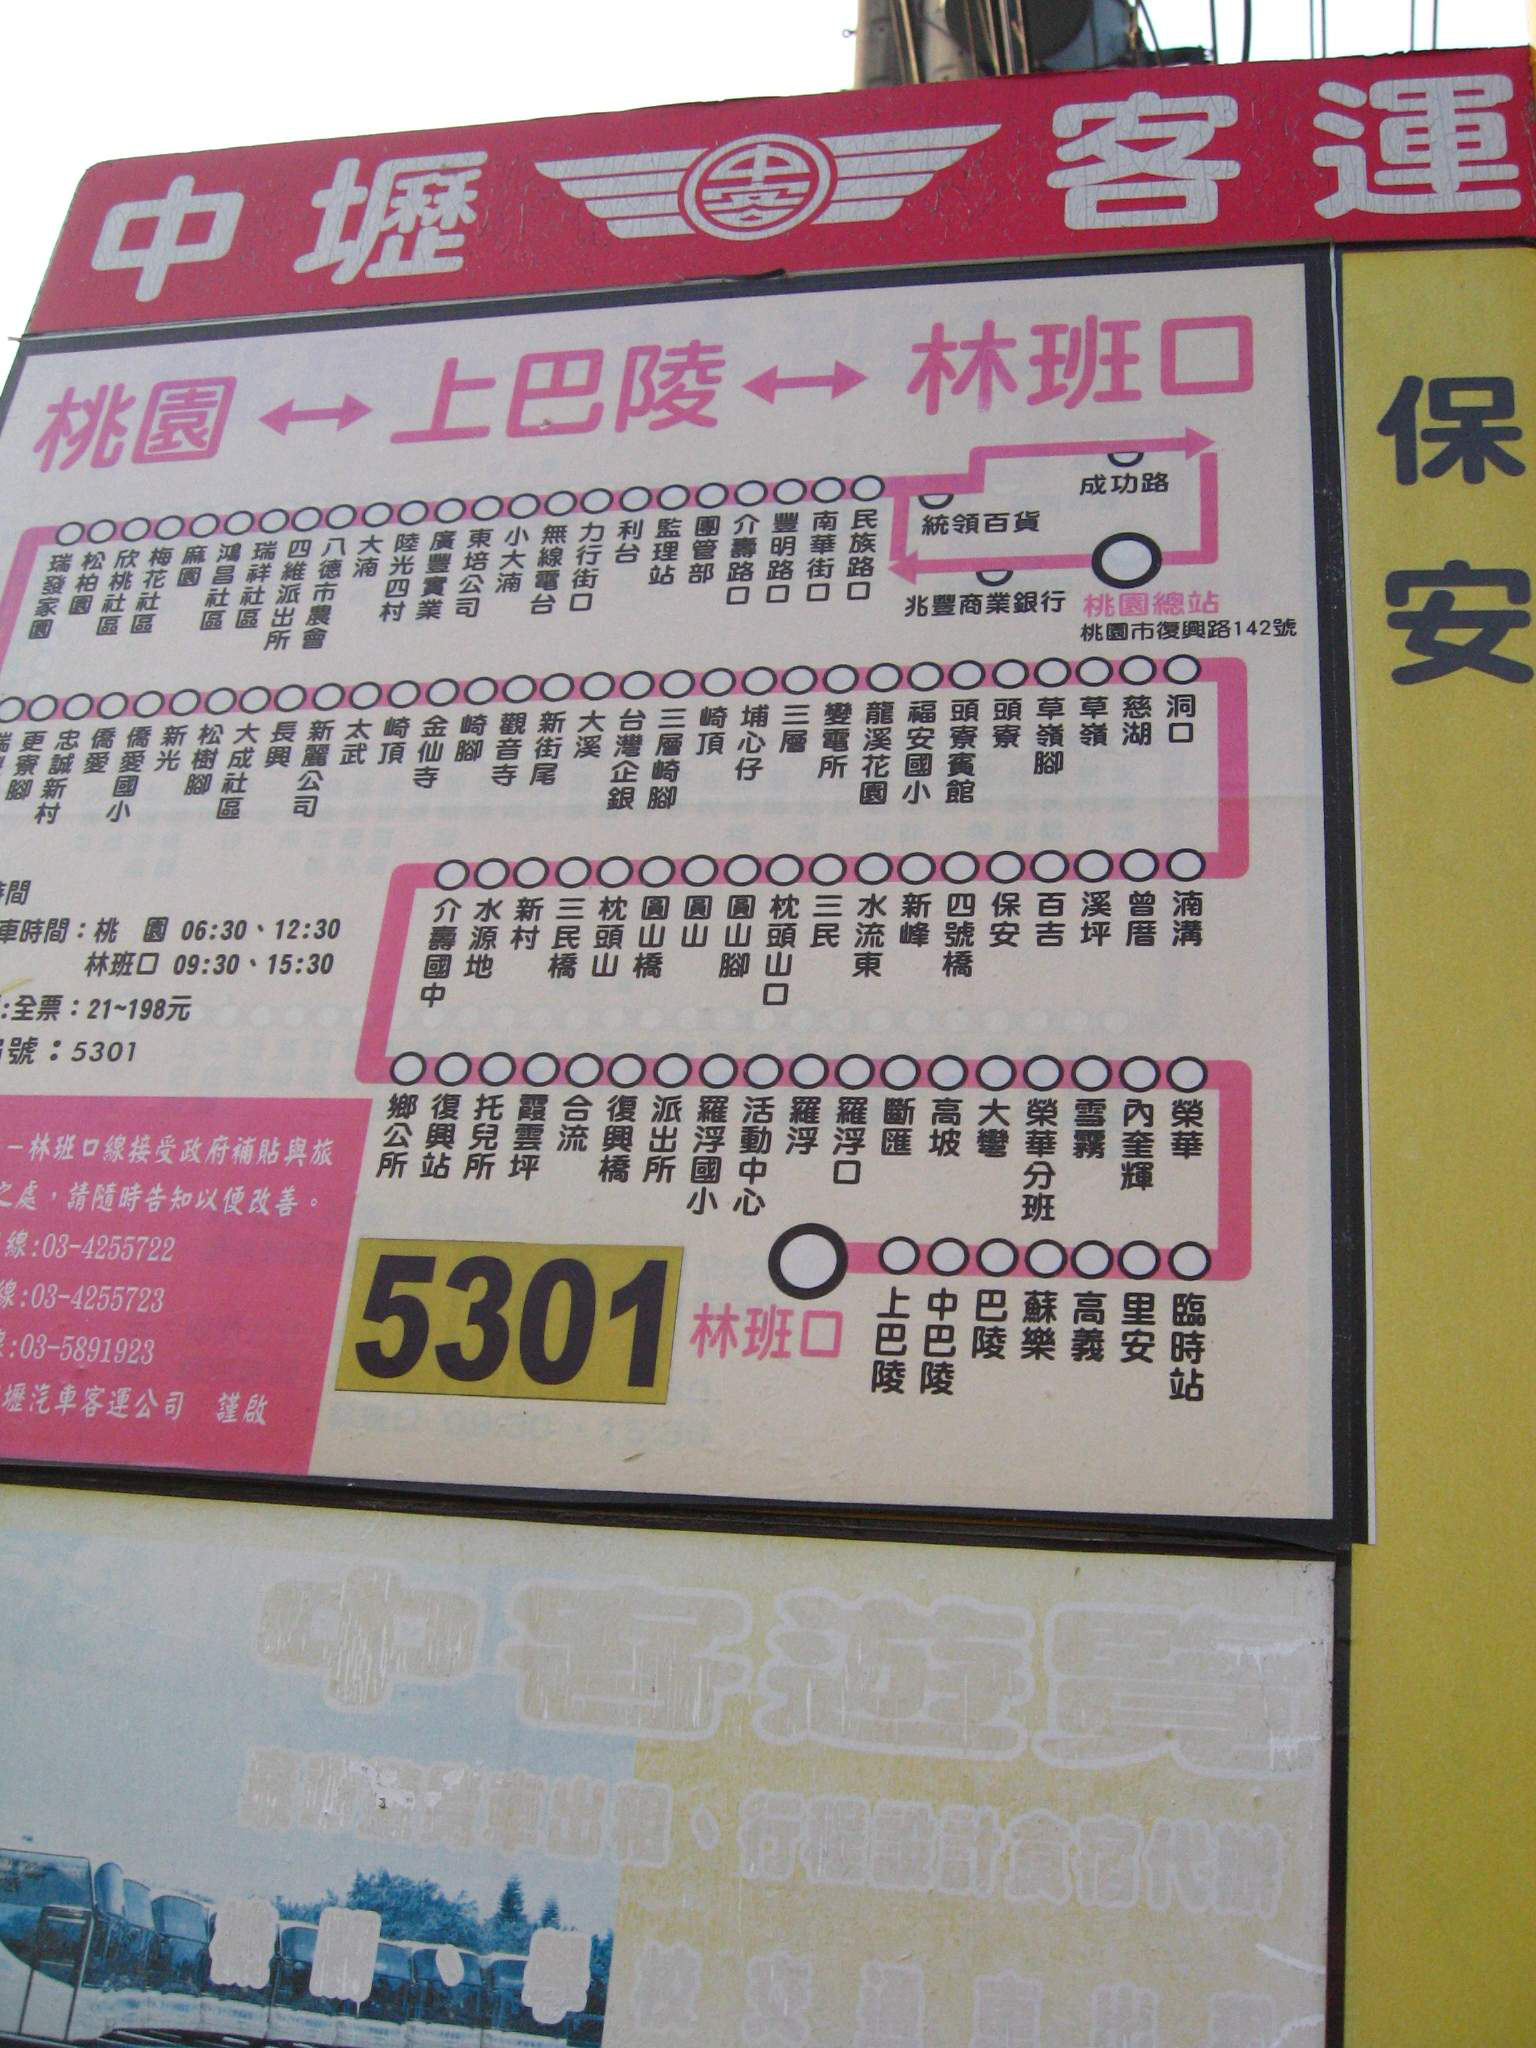 中壢 中客 客運
桃園 ↔ 上巴陵 ↔ 林班口
保安
成功路
統領百貨
兆豐商業銀行
桃園總站
桃園市復興路142號
瑞發家園
松柏園
欣桃社區
梅花社區
麻園
鴻昌社區
瑞祥社區
四維派出所
八德市農會
大湳
陸光四村
廣豐實業
東培公司
小大湳
無線電台
力行街口
利台
監理站
團管部
介壽路口
豐明路口
南華街口
民族路口
更寮腳
忠誠新村
僑愛
僑愛國小
新光
松樹腳
大成社區
長興
新麗公司
太武
崎頂
金仙寺
崎腳
觀音寺
新街尾
大溪
台灣企銀
三層崎腳
崎頂
埔心仔
三層
變電所
龍溪花園
福安國小
頭寮賓館
頭寮
草嶺腳
草嶺
慈湖
洞口
介壽國中
水源地
新村
三民橋
枕頭山
圓山橋
圓山
圓山腳
枕頭山口
三民
水流東
新峰
四號橋
保安
百吉
溪坪
曾厝
湳溝
時間
車時間：桃 園 06:30、12:30
林班口 09:30、15:30
:全票：21~198元
號：5301
鄉公所
復興站
托兒所
霞雲坪
合流
復興橋
派出所
羅浮國小
活動中心
羅浮
羅浮口
斷匯
高坡
大彎
榮華分班
雪霧
內奎輝
榮華
－林班口線接受政府補貼與旅
之處，請隨時告知以便改善。
線:03-4255722
線:03-4255723
:03-5891923
壢汽車客運公司 謹啟
5301
林班口
上巴陵
中巴陵
巴陵
蘇樂
高義
里安
臨時站
中客遊覽
車出租、行程設計食宿代辦